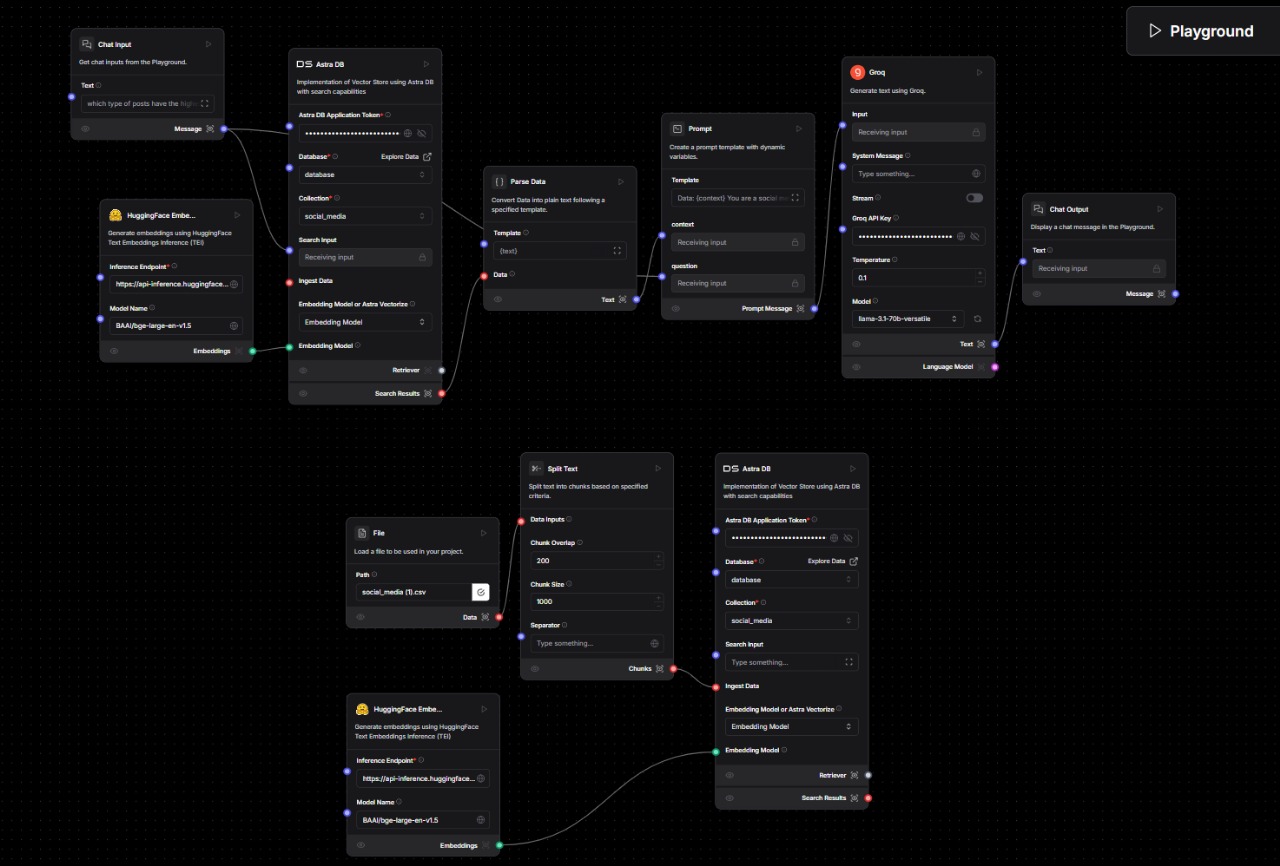 Playground
Chat Input
Get chat inputs from the Playground.
Text
which type of posts have the
Message
HuggingFace Embe...
Generate embeddings using HuggingFace
Text Embeddings Inference (TEI)
Inference Endpoint*
https://api-inference.huggingface...
Model Name
BAAI/bge-large-en-v1.5
Embeddings
DS Astra DB
Implementation of Vector Store using Astra DB
with search capabilities
Astra DB Application Token*
•••••••••••••••••••••••••
Database*
Explore Data
database
Collection*
social_media
Search Input
Receiving input
Ingest Data
Embedding Model or Astra Vectorize
Embedding Model
Embedding Model
Retriever
Search Results
Parse Data
Convert Data into plain text following a
specified template.
Template
{text}
Data
Text
Prompt
Create a prompt template with dynamic
variables.
Template
Data: {context} You are a social
context
Receiving input
question
Receiving input
Prompt Message
Groq
Generate text using Groq.
Input
Receiving input
System Message
Type something...
Stream
Groq API Key
•••••••••••••••••••••••••
Temperature
0.1
Model
llama-3.1-70b-versatile
Text
Language Model
Chat Output
Display a chat message in the Playground.
Text
Receiving input
Message
File
Load a file to be used in your project.
Path
social_media (1).csv
Data
HuggingFace Embe...
Generate embeddings using HuggingFace
Text Embeddings Inference (TEI)
Inference Endpoint*
https://api-inference.huggingface...
Model Name
BAAI/bge-large-en-v1.5
Embeddings
Split Text
Split text into chunks based on specified
criteria.
Data Inputs
Chunk Overlap
200
Chunk Size
1000
Separator
Type something...
Chunks
DS Astra DB
Implementation of Vector Store using Astra DB
with search capabilities
Astra DB Application Token*
•••••••••••••••••••••••••
Database*
Explore Data
database
Collection*
social_media
Search Input
Type something...
Ingest Data
Embedding Model or Astra Vectorize
Embedding Model
Embedding Model
Retriever
Search Results